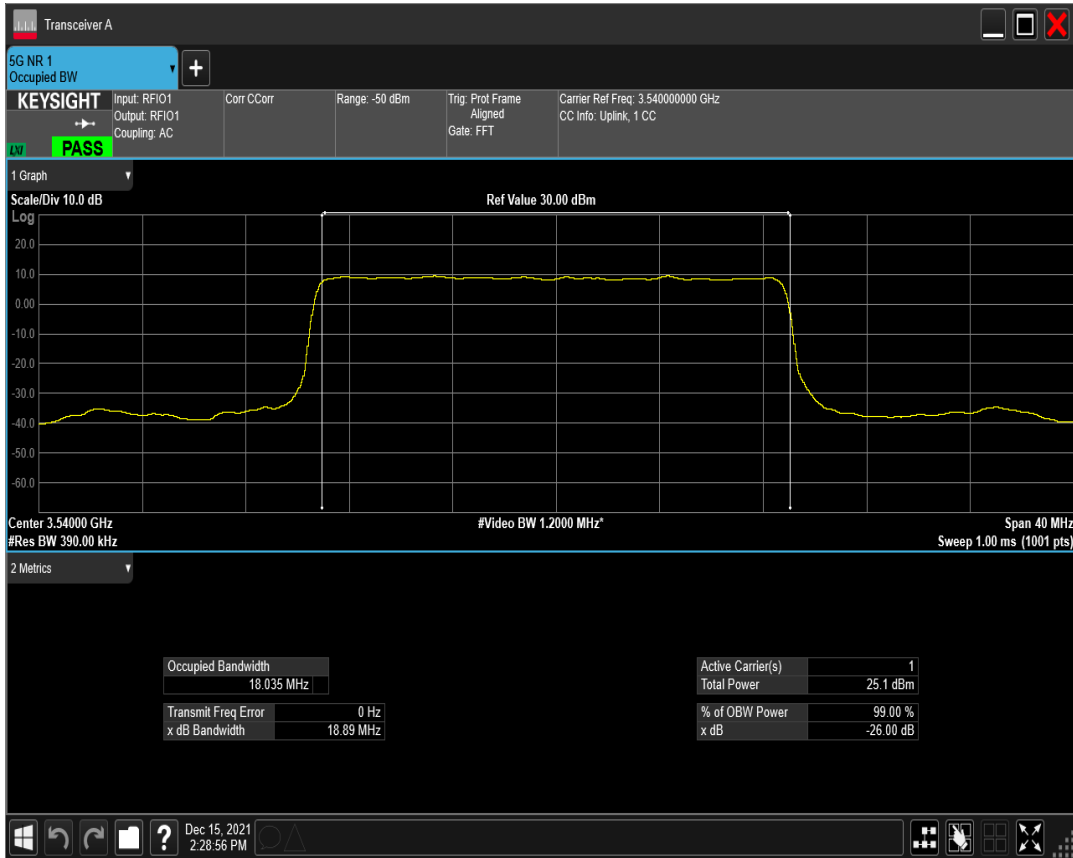 Transceiver A
5G NR 1
Occupied BW
KEYSIGHT
LXI
PASS
Input: RFIO1
Output: RFIO1
Coupling: AC
Corr CCorr
Range: -50 dBm
Trig: Prot Frame
Aligned
Gate: FFT
Carrier Ref Freq: 3.540000000 GHz
CC Info: Uplink, 1 CC
1 Graph
Scale/Div 10.0 dB
Ref Value 30.00 dBm
Log
20.0
10.0
0.00
-10.0
-20.0
-30.0
-40.0
-50.0
-60.0
Center 3.54000 GHz
#Video BW 1.2000 MHz*
Span 40 MHz
#Res BW 390.00 kHz
Sweep 1.00 ms (1001 pts)
2 Metrics
Occupied Bandwidth
18.035 MHz
Transmit Freq Error 0 Hz
x dB Bandwidth 18.89 MHz
Active Carrier(s) 1
Total Power 25.1 dBm
% of OBW Power 99.00 %
x dB -26.00 dB
?
Dec 15, 2021
2:28:56 PM